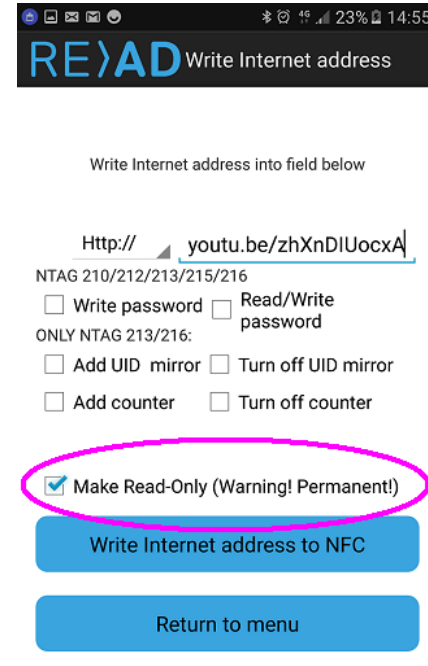 4G 23% 14:55
RE⟩AD Write Internet address
Write Internet address into field below
Http:// youtu.be/zhXnDIUocxA
NTAG 210/212/213/215/216
Write password Read/Write password
ONLY NTAG 213/216:
Add UID mirror Turn off UID mirror
Add counter Turn off counter
Make Read-Only (Warning! Permanent!)
Write Internet address to NFC
Return to menu